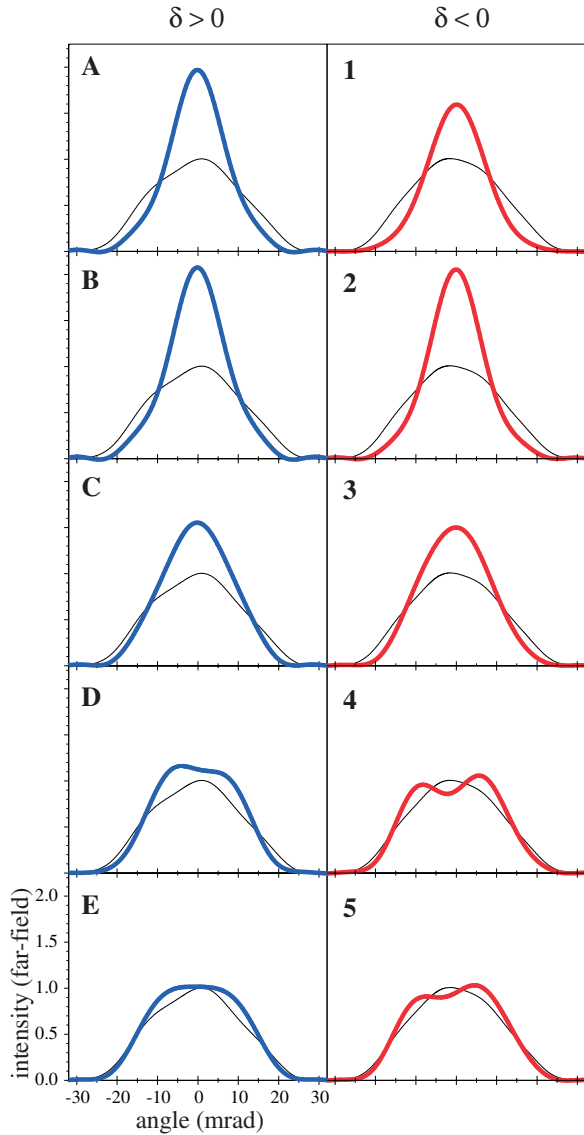 δ > 0 δ < 0
A 1
B 2
C 3
D 4
E 5
2.0
1.5
1.0
0.5
0.0
intensity (far-field)
-30 -20 -10 0 10 20 30
angle (mrad)